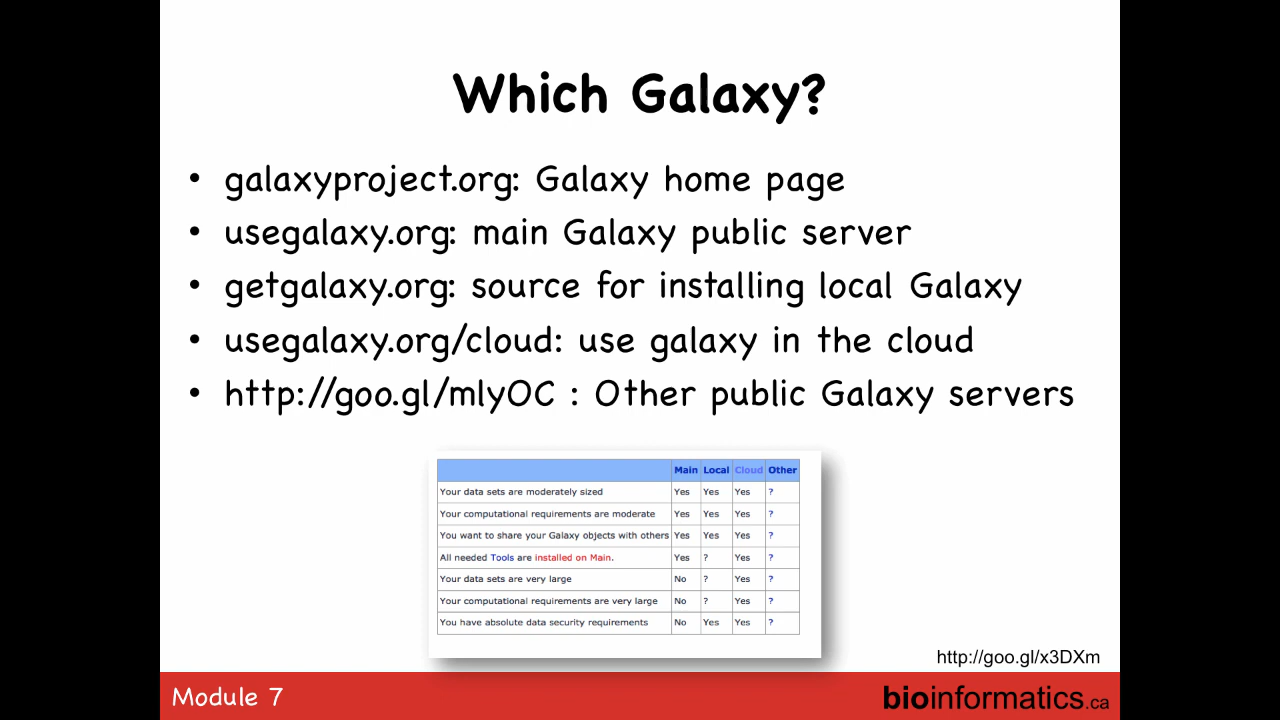 Which Galaxy?
• galaxyproject.org: Galaxy home page
• usegalaxy.org: main Galaxy public server
• getgalaxy.org: source for installing local Galaxy
• usegalaxy.org/cloud: use galaxy in the cloud
• http://goo.gl/mlyOC : Other public Galaxy servers
Main Local Cloud Other
Your data sets are moderately sized Yes Yes Yes ?
Your computational requirements are moderate Yes Yes Yes ?
You want to share your Galaxy objects with others Yes Yes Yes ?
All needed Tools are installed on Main. Yes ? Yes ?
Your data sets are very large No ? Yes ?
Your computational requirements are very large No ? Yes ?
You have absolute data security requirements No Yes Yes ?
http://goo.gl/x3DXm
Module 7 bioinformatics.ca